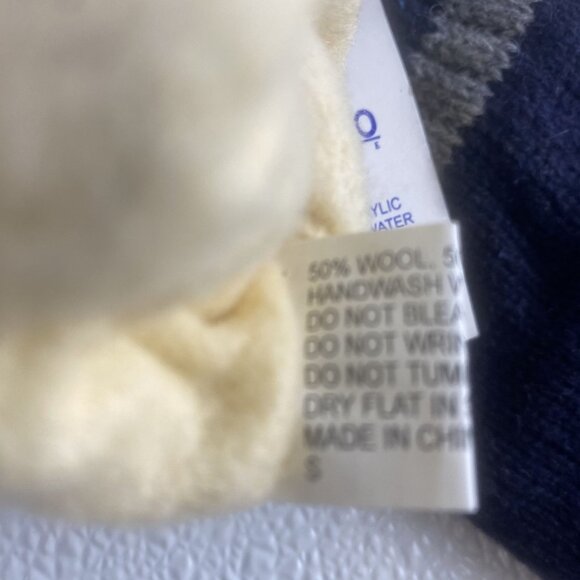 O
E
YLIC
WATER
50% WOOL, 5
HANDWASH W
DO NOT BLEA
DO NOT WRIN
DO NOT TUM
DRY FLAT IN
MADE IN CHIN
S